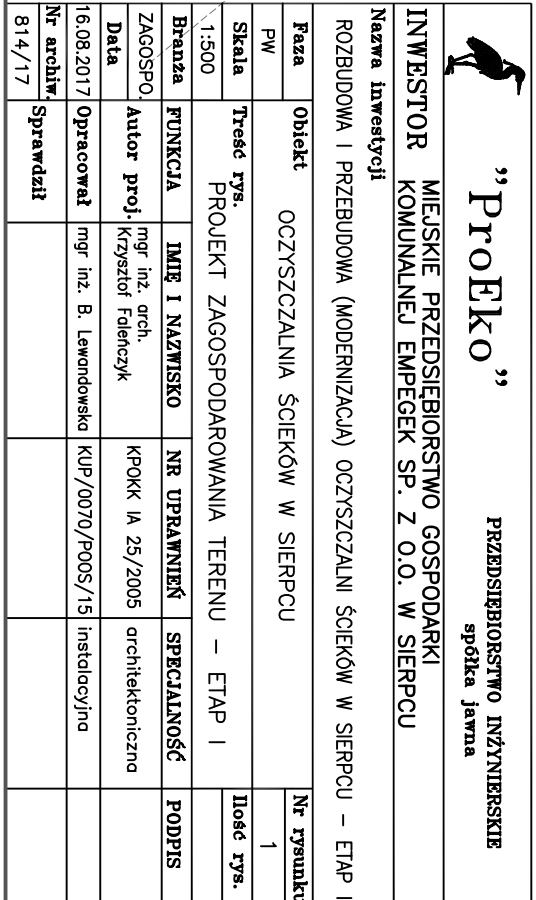 "ProEko"
PRZEDSIĘBIORSTWO INŻYNIERSKIE
spółka jawna
INWESTOR
MIEJSKIE PRZEDSIĘBIORSTWO GOSPODARKI
KOMUNALNEJ EMPEGEK SP. Z O.O. W SIERPCU
Nazwa inwestycji
ROZBUDOWA I PRZEBUDOWA (MODERNIZACJA) OCZYSZCZALNI ŚCIEKÓW W SIERPCU – ETAP I
Faza Obiekt Nr rysunku
PW OCZYSZCZALNIA ŚCIEKÓW W SIERPCU 1
Skala Treść rys. Ilość rys.
1:500 PROJEKT ZAGOSPODAROWANIA TERENU – ETAP I
Branża FUNKCJA IMIĘ I NAZWISKO NR UPRAWNIEŃ SPECJALNOŚĆ PODPIS
ZAGOSPO. Autor proj. mgr inż. arch. KPOKK IA 25/2005 architektoniczna
Krzysztof Faleńczyk
Data
16.08.2017 Opracował mgr inż. B. Lewandowska KUP/0070/POOS/15 instalacyjna
Nr archiw. Sprawdził
814/17